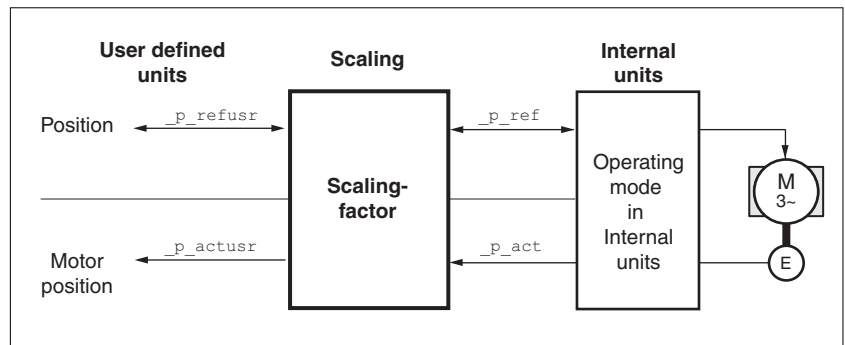 User defined
units
Scaling
Internal
units
Position
_p_refusr
_p_ref
Scaling-
factor
Operating
mode
in
Internal
units
M
3~
Motor
position
_p_actusr
_p_act
E